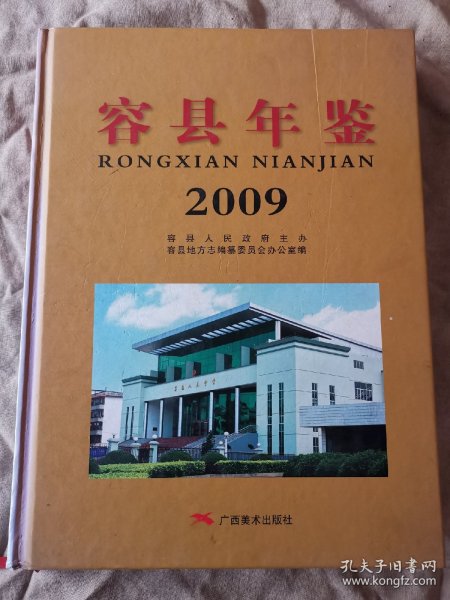 容县年鉴
RONGXIAN NIANJIAN
2009
容县人民政府主办
容县地方志编纂委员会办公室编
广西美术出版社
孔夫子旧书网
www.kongfz.com